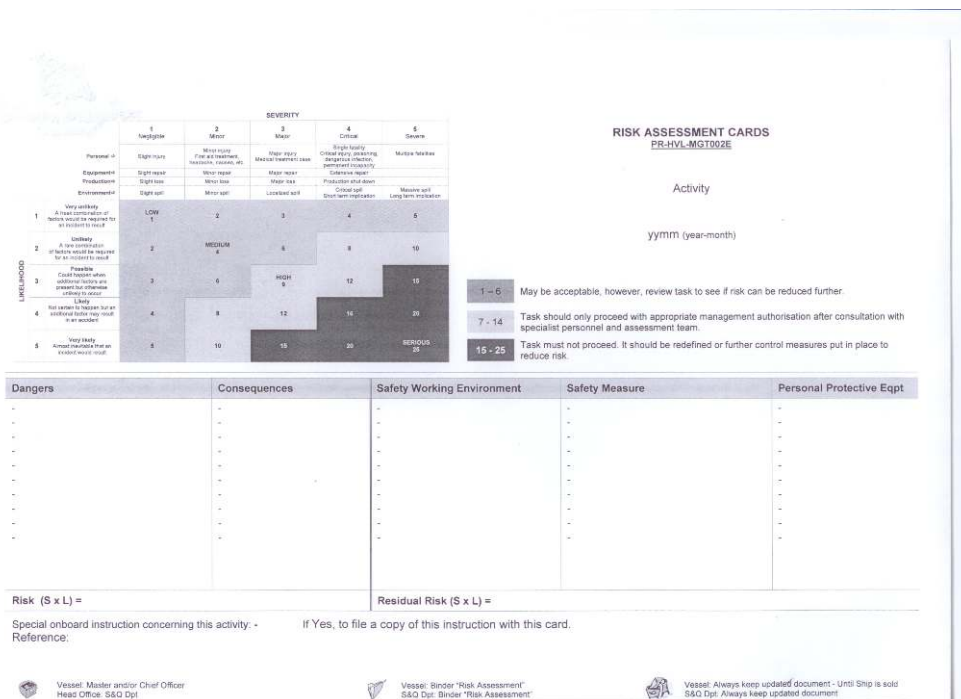 SEVERITY
1 2 3 4 5
Negligible Minor Major Critical Severe
Personal Slight injury Minor injury First aid treatment, headache, nausea, etc Major injury Medical treatment case Single fatality Critical injury, poisoning, dangerous infection, permanent incapacity Multiple fatalities
Equipment Slight repair Minor repair Major repair Extensive repair
Production Slight loss Minor loss Major loss Production shut down
Environment Slight spill Minor spill Localized spill Critical spill Short term implication Massive spill Long term implication
LIKELIHOOD
1 Very unlikely A freak combination of factors would be required for an incident to result LOW 1 2 3 4 5
2 Unlikely A rare combination of factors would be required for an incident to result 2 MEDIUM 4 6 8 10
3 Possible Could happen when additional factors are present but otherwise unlikely to occur 3 6 HIGH 9 12 15
4 Likely Not certain to happen but an additional factor may result in an accident 4 8 12 16 20
5 Very likely Almost inevitable that an incident would result 5 10 15 20 SERIOUS 25
RISK ASSESSMENT CARDS
PR-HVL-MGT002E
Activity
yymm (year-month)
1 – 6 May be acceptable, however, review task to see if risk can be reduced further.
7 - 14 Task should only proceed with appropriate management authorisation after consultation with
specialist personnel and assessment team.
15 - 25 Task must not proceed. It should be redefined or further control measures put in place to
reduce risk.
Dangers Consequences Safety Working Environment Safety Measure Personal Protective Eqpt
Risk (S x L) = Residual Risk (S x L) =
Special onboard instruction concerning this activity: - If Yes, to file a copy of this instruction with this card.
Reference:
Vessel: Master and/or Chief Officer
Head Office: S&Q Dpt
Vessel: Binder "Risk Assessment"
S&Q Dpt: Binder "Risk Assessment"
Vessel: Always keep updated document - Until Ship is sold
S&Q Dpt: Always keep updated document